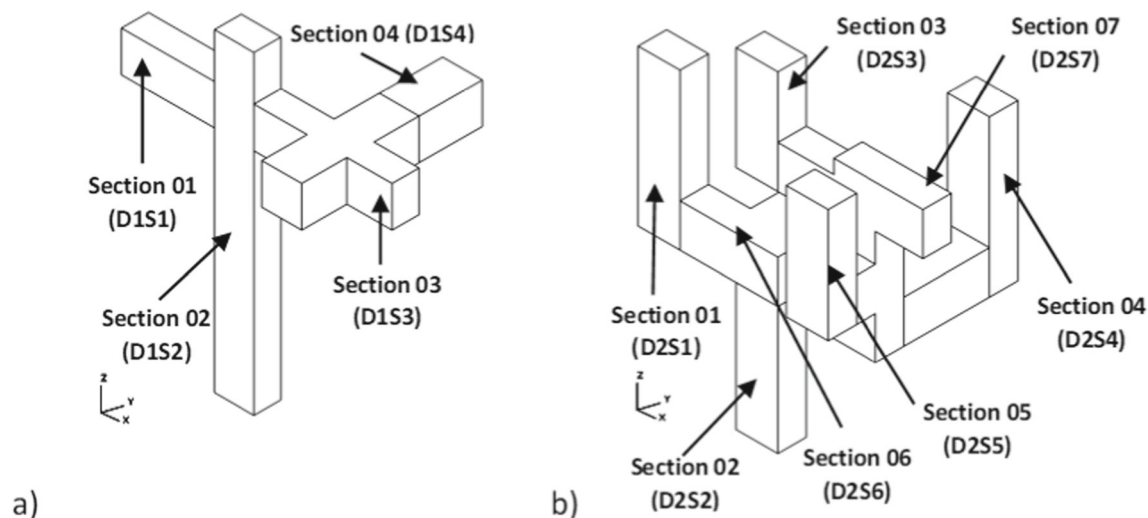 Section 04 (D1S4)
Section 01
(D1S1)
Section 03
(D1S3)
Section 02
(D1S2)
Z
Y
X
a)
Section 03
(D2S3)
Section 07
(D2S7)
Section 01
(D2S1)
Section 04
(D2S4)
Section 05
(D2S5)
Section 06
(D2S6)
Section 02
(D2S2)
Z
Y
X
b)